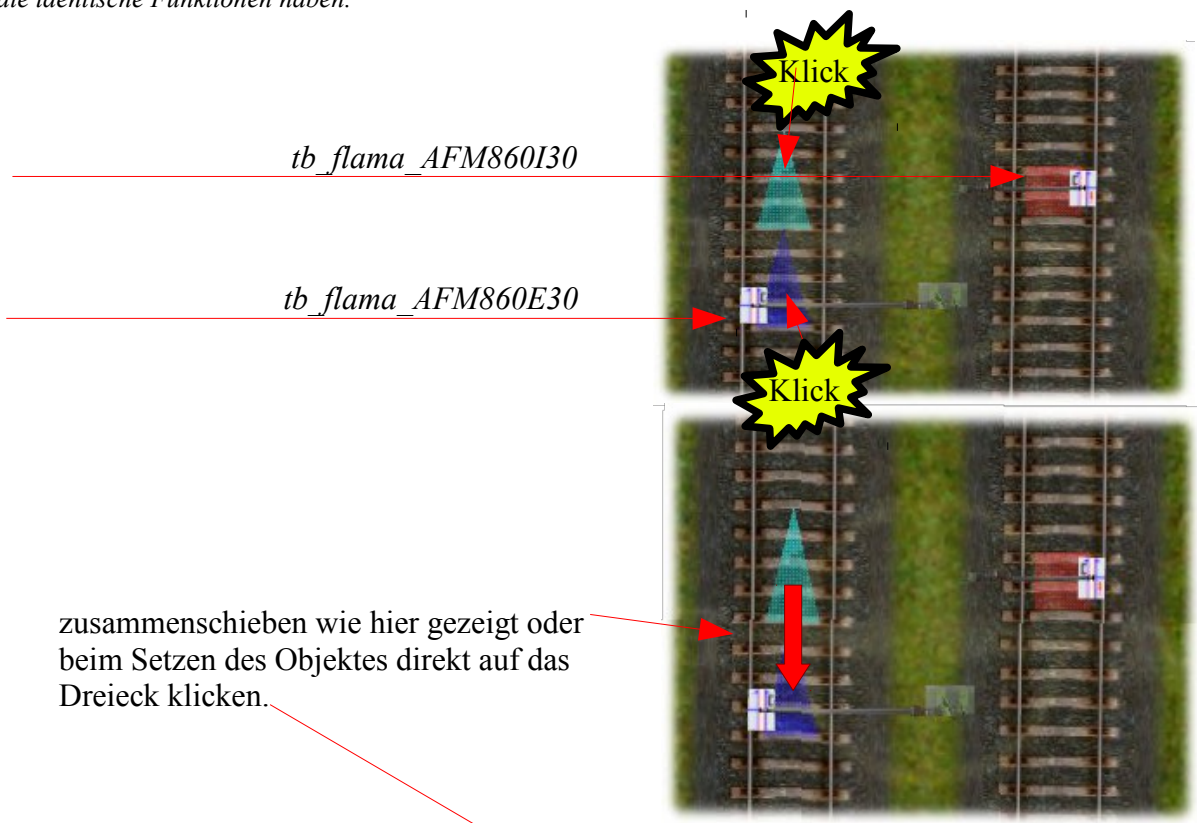 die identische Funktionen haben.
Klick
tb_flama_AFM860I30
tb_flama_AFM860E30
Klick
zusammenschieben wie hier gezeigt oder
beim Setzen des Objektes direkt auf das
Dreieck klicken.